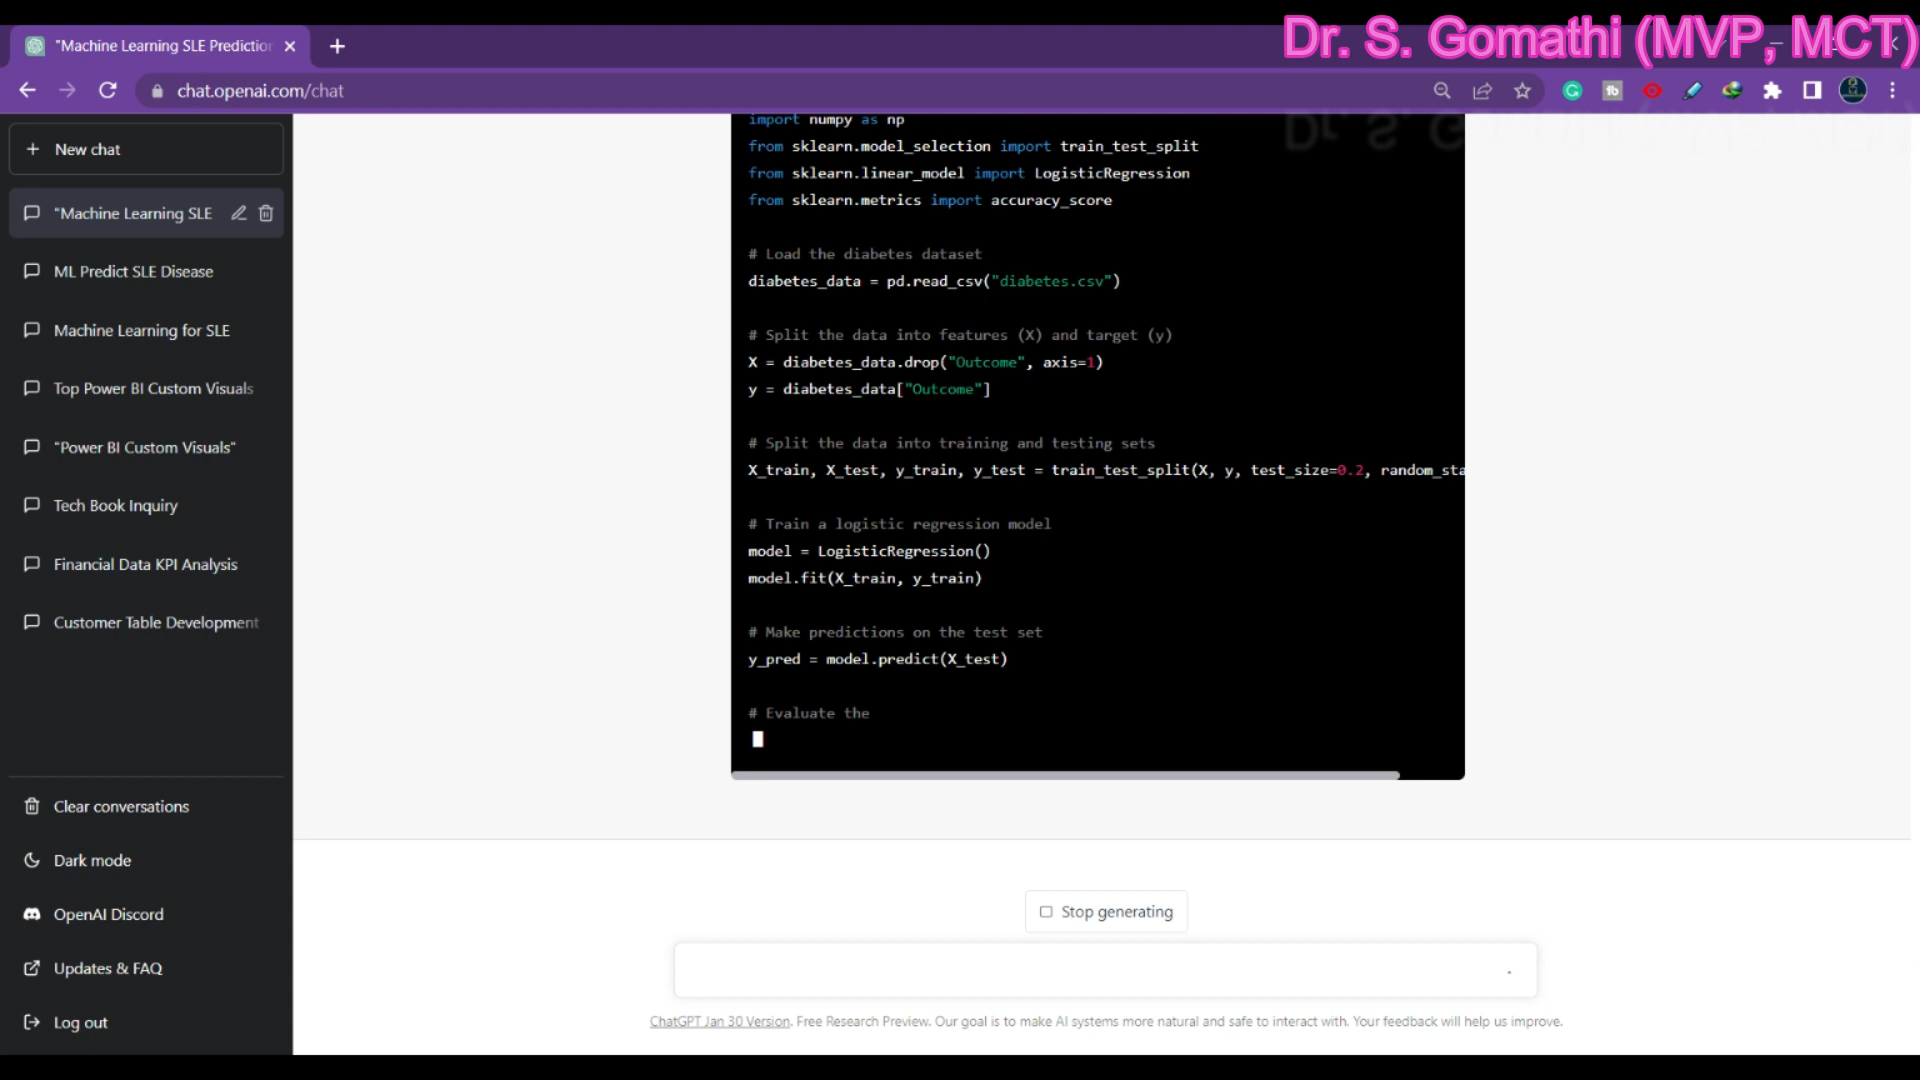 Dr. S. Gomathi (MVP, MCT)
"Machine Learning SLE Prediction
chat.openai.com/chat
New chat
"Machine Learning SLE
ML Predict SLE Disease
Machine Learning for SLE
Top Power BI Custom Visuals
"Power BI Custom Visuals"
Tech Book Inquiry
Financial Data KPI Analysis
Customer Table Development
Clear conversations
Dark mode
OpenAI Discord
Updates & FAQ
Log out
import numpy as np
from sklearn.model_selection import train_test_split
from sklearn.linear_model import LogisticRegression
from sklearn.metrics import accuracy_score
# Load the diabetes dataset
diabetes_data = pd.read_csv("diabetes.csv")
# Split the data into features (X) and target (y)
X = diabetes_data.drop("Outcome", axis=1)
y = diabetes_data["Outcome"]
# Split the data into training and testing sets
X_train, X_test, y_train, y_test = train_test_split(X, y, test_size=0.2, random_sta
# Train a logistic regression model
model = LogisticRegression()
model.fit(X_train, y_train)
# Make predictions on the test set
y_pred = model.predict(X_test)
# Evaluate the
Stop generating
ChatGPT Jan 30 Version. Free Research Preview. Our goal is to make AI systems more natural and safe to interact with. Your feedback will help us improve.